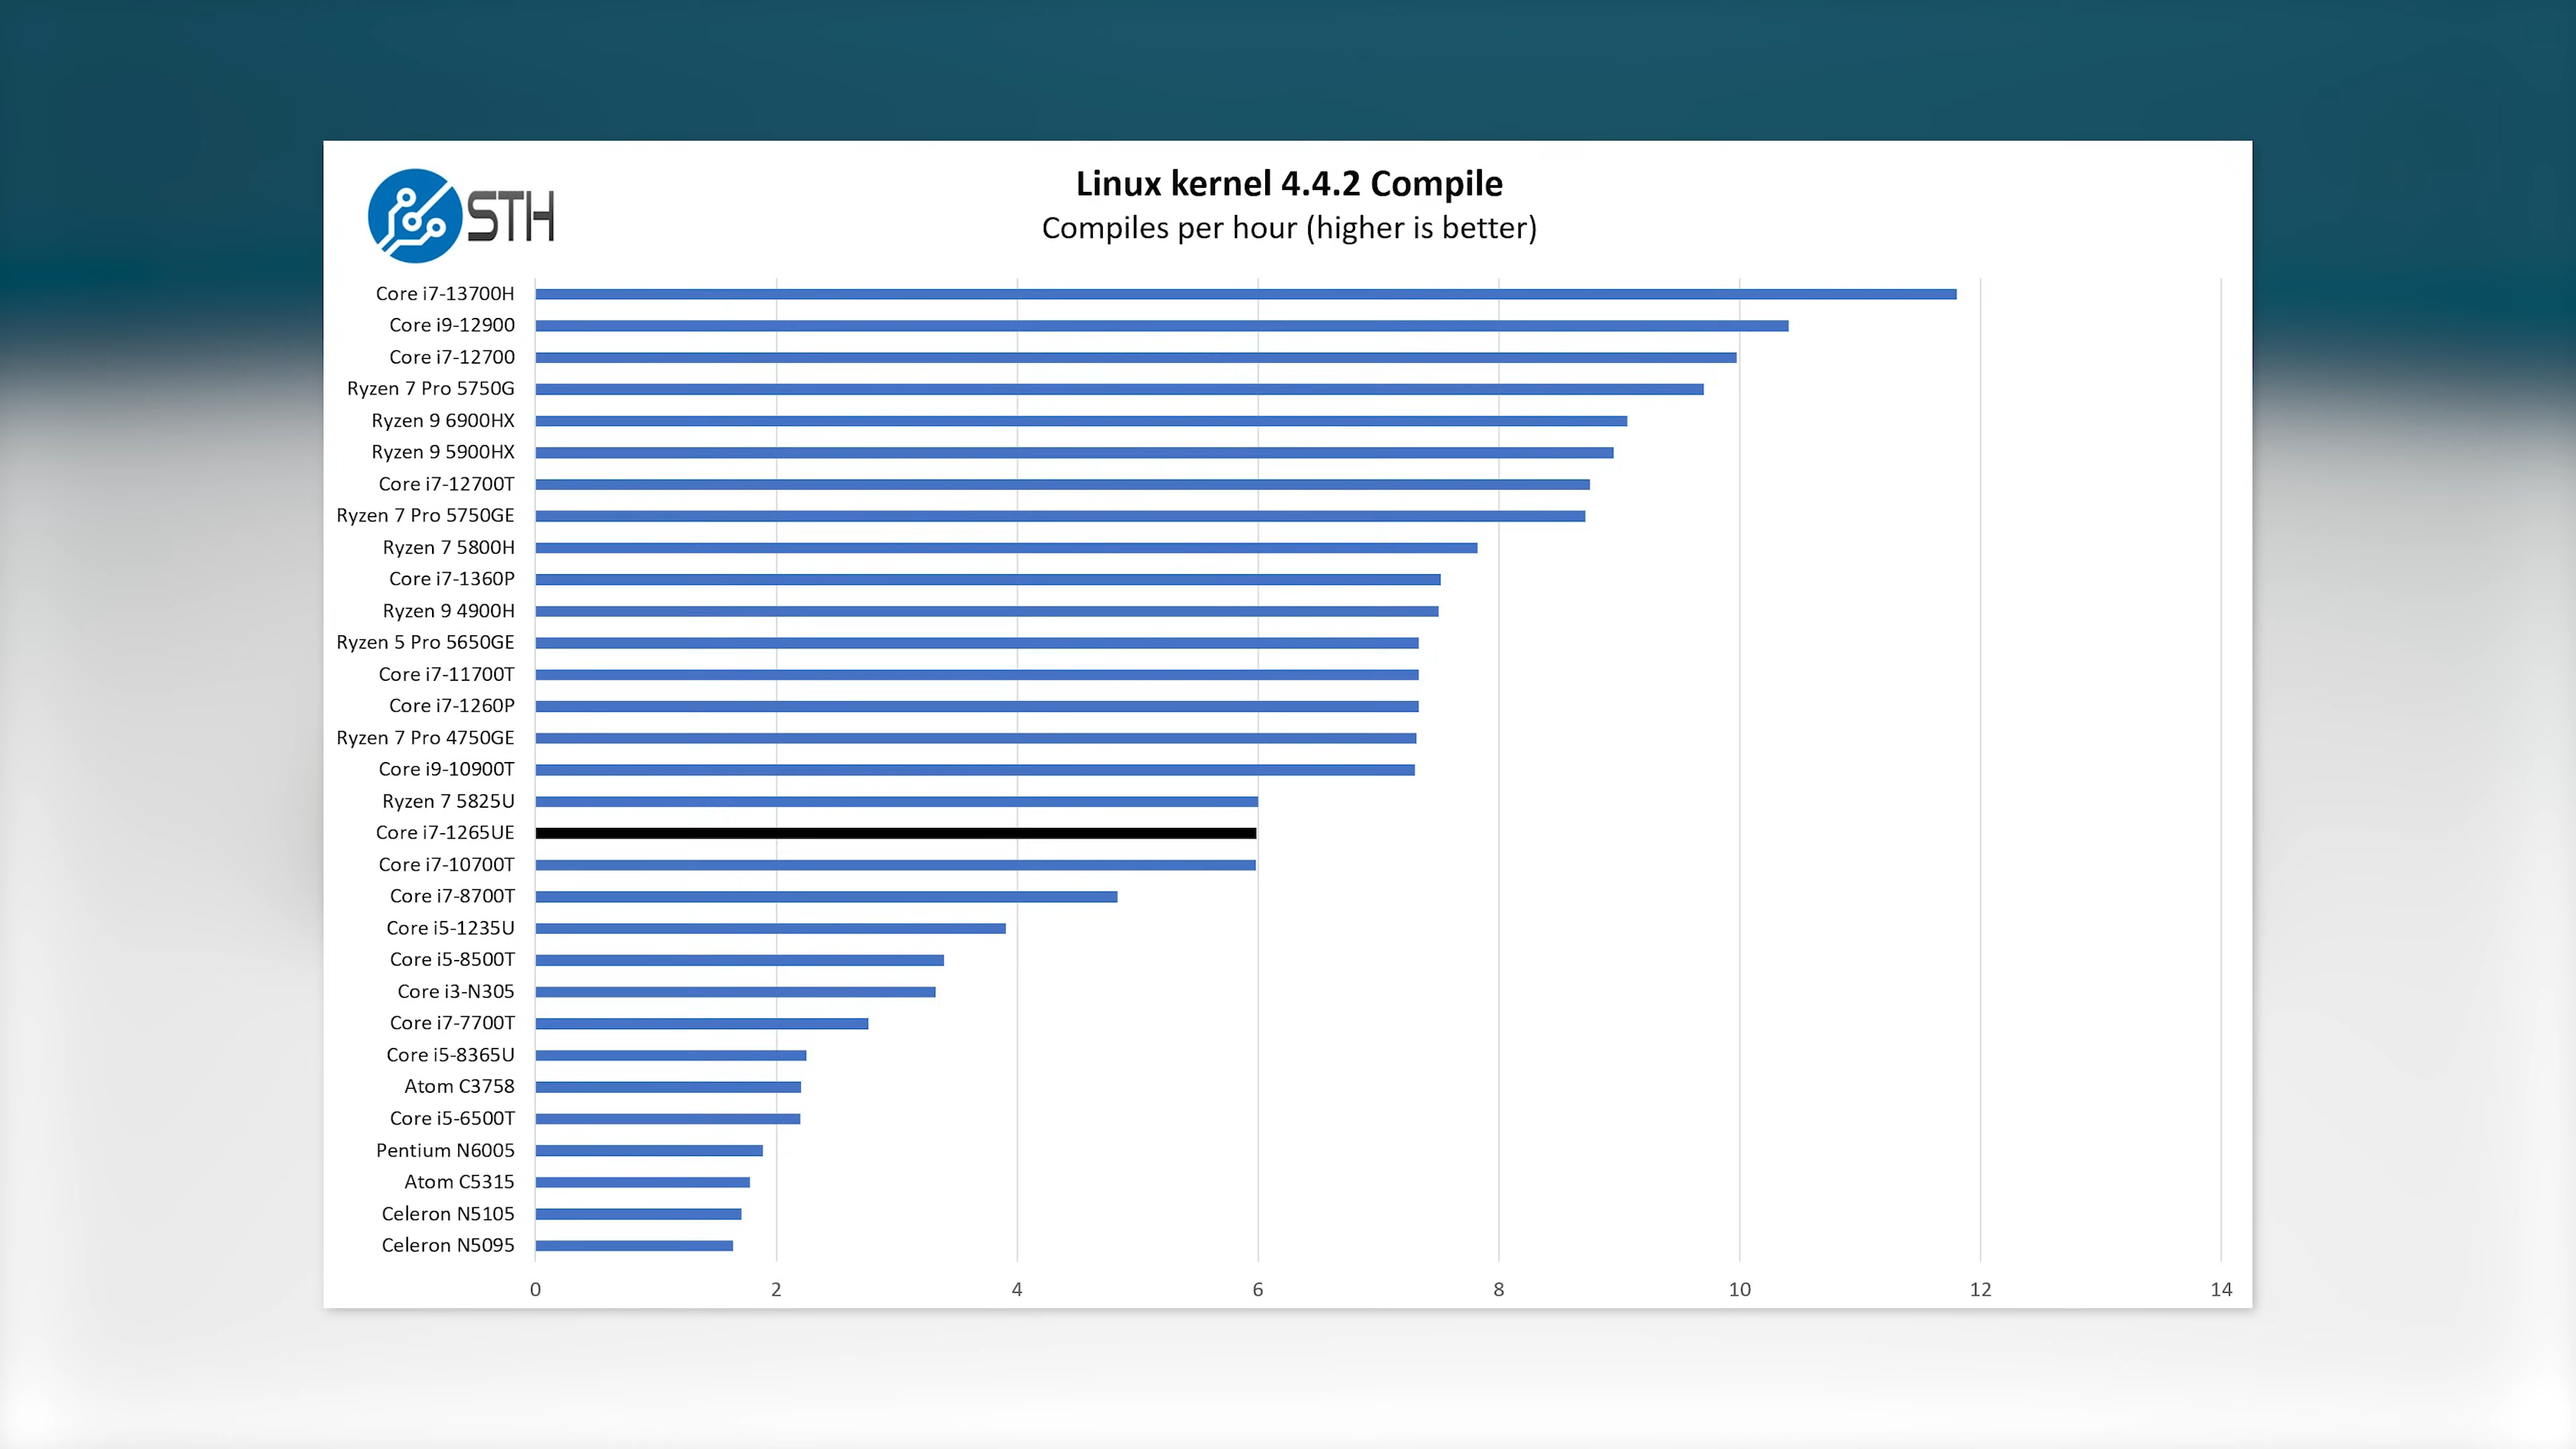 STH
Linux kernel 4.4.2 Compile
Compiles per hour (higher is better)
Core i7-13700H
Core i9-12900
Core i7-12700
Ryzen 7 Pro 5750G
Ryzen 9 6900HX
Ryzen 9 5900HX
Core i7-12700T
Ryzen 7 Pro 5750GE
Ryzen 7 5800H
Core i7-1360P
Ryzen 9 4900H
Ryzen 5 Pro 5650GE
Core i7-11700T
Core i7-1260P
Ryzen 7 Pro 4750GE
Core i9-10900T
Ryzen 7 5825U
Core i7-1265UE
Core i7-10700T
Core i7-8700T
Core i5-1235U
Core i5-8500T
Core i3-N305
Core i7-7700T
Core i5-8365U
Atom C3758
Core i5-6500T
Pentium N6005
Atom C5315
Celeron N5105
Celeron N5095
0 2 4 6 8 10 12 14